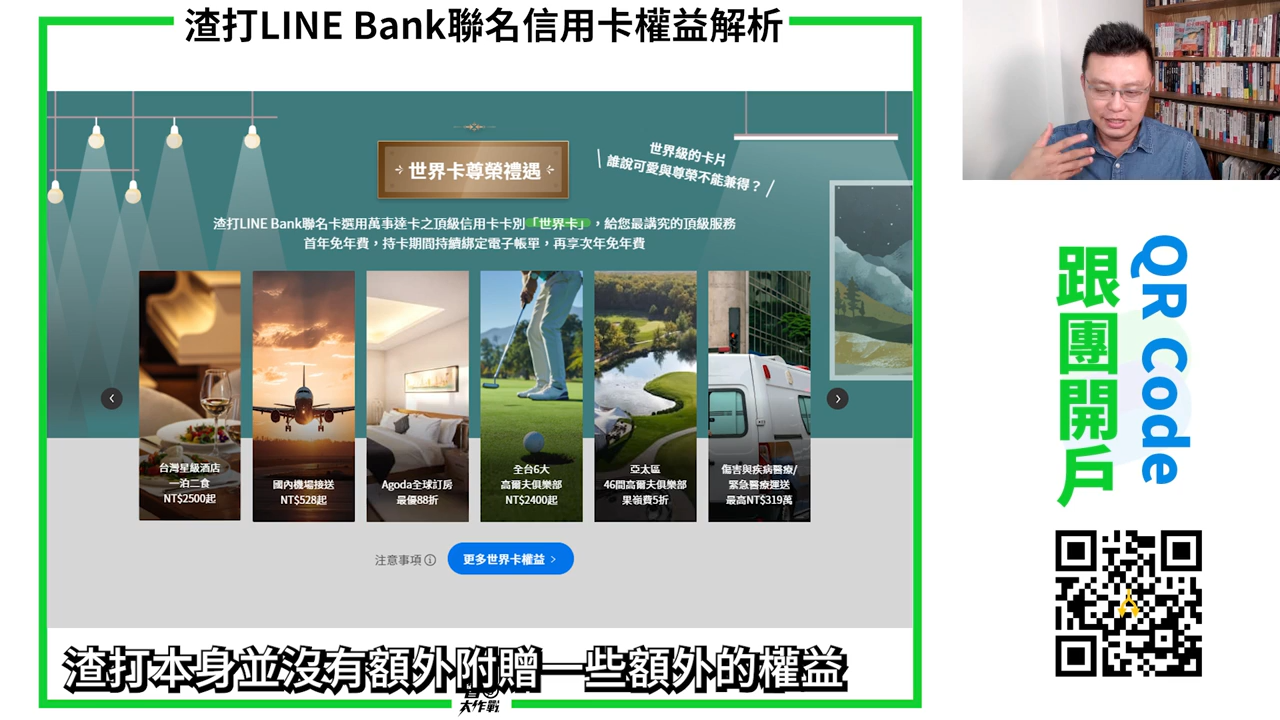 渣打LINE Bank聯名信用卡權益解析
世界卡尊榮禮遇
世界級的卡片
誰說可愛與尊榮不能兼得？
渣打LINE Bank聯名卡選用萬事達卡之頂級信用卡卡別「世界卡」，給您最講究的頂級服務
首年免年費，持卡期間持續綁定電子帳單，再享次年免年費
台灣星級酒店
一泊二食
NT$2500起
國內機場接送
NT$528起
Agoda全球訂房
最優88折
全台6大
高爾夫俱樂部
NT$2400起
亞太區
46間高爾夫俱樂部
果嶺費5折
傷害與疾病醫療/
緊急醫療運送
最高NT$319萬
注意事項
更多世界卡權益 >
渣打本身並沒有額外附贈一些額外的權益
大作戰
QR Code
跟團開戶